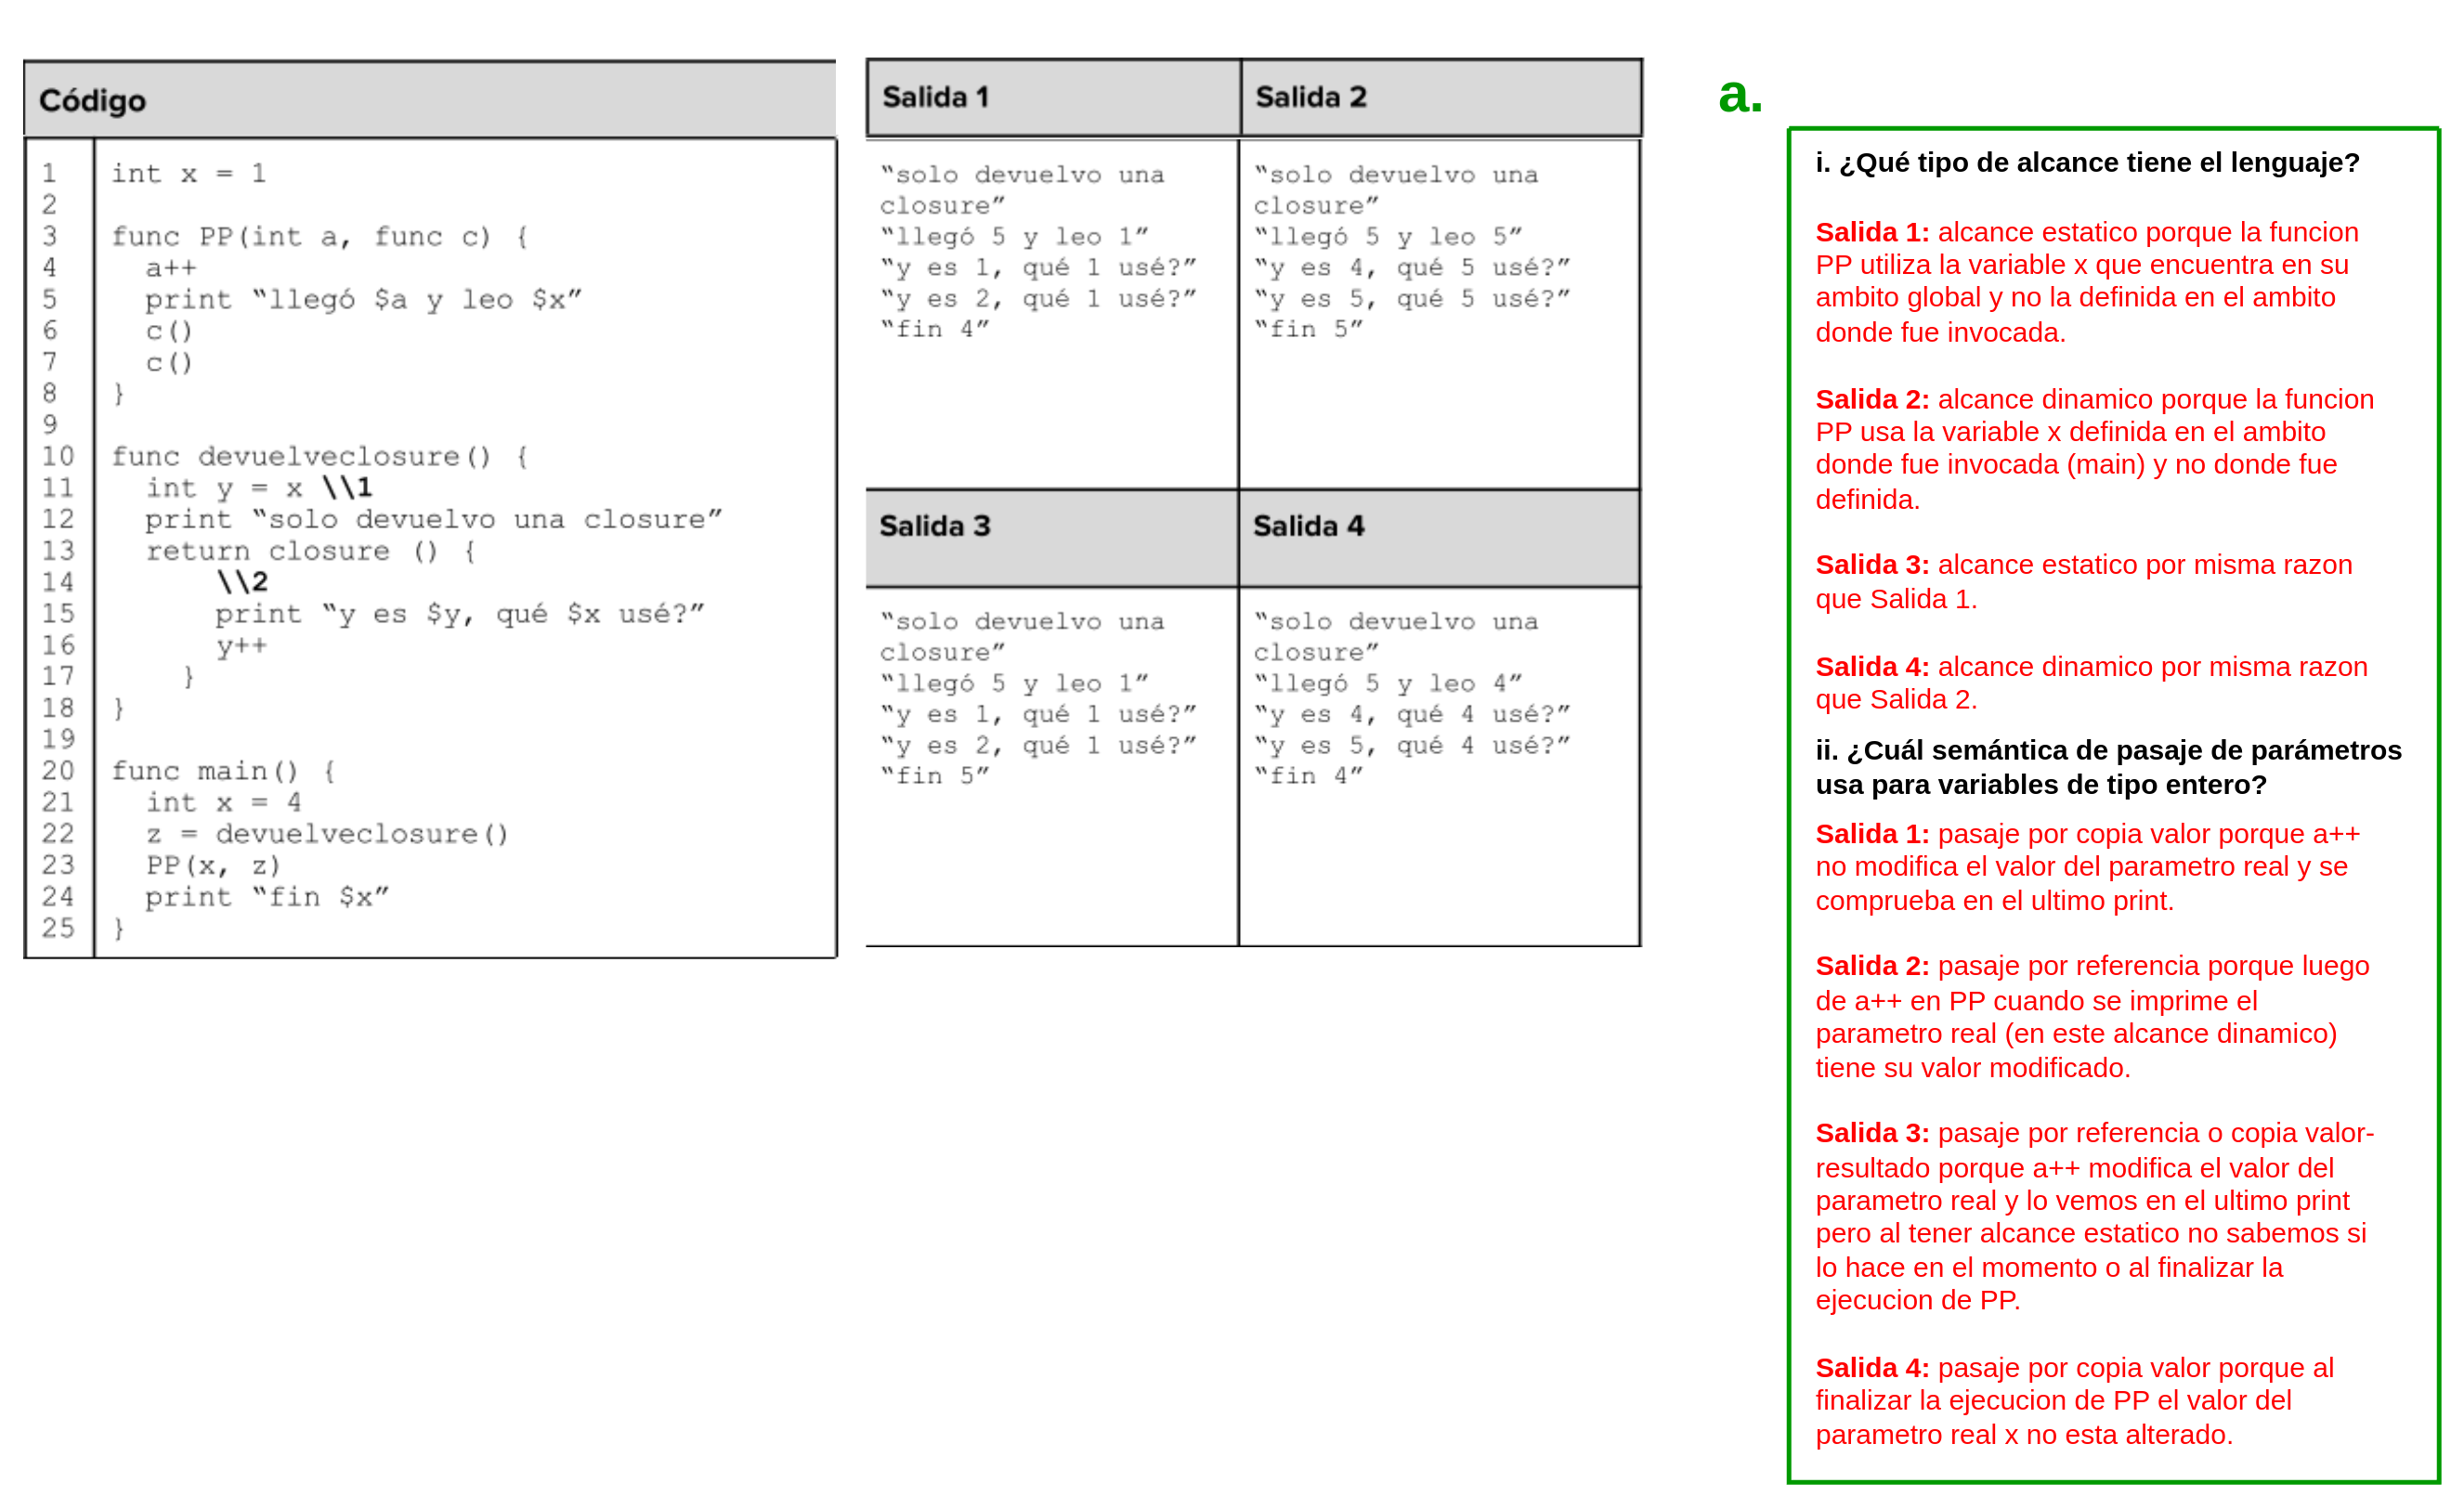 Código
1 int x = 1
2
3 func PP(int a, func c) {
4 a++
5 print “llegó $a y leo $x”
6 c()
7 c()
8 }
9
10 func devuelveclosure() {
11 int y = x \\1
12 print “solo devuelvo una closure”
13 return closure () {
14 \\2
15 print “y es $y, qué $x usé?”
16 y++
17 }
18 }
19
20 func main() {
21 int x = 4
22 z = devuelveclosure()
23 PP(x, z)
24 print “fin $x”
25 }
Salida 1
“solo devuelvo una
closure”
“llegó 5 y leo 1”
“y es 1, qué 1 usé?”
“y es 2, qué 1 usé?”
“fin 4”
Salida 2
“solo devuelvo una
closure”
“llegó 5 y leo 5”
“y es 4, qué 5 usé?”
“y es 5, qué 5 usé?”
“fin 5”
Salida 3
“solo devuelvo una
closure”
“llegó 5 y leo 1”
“y es 1, qué 1 usé?”
“y es 2, qué 1 usé?”
“fin 5”
Salida 4
“solo devuelvo una
closure”
“llegó 5 y leo 4”
“y es 4, qué 4 usé?”
“y es 5, qué 4 usé?”
“fin 4”
a.
i. ¿Qué tipo de alcance tiene el lenguaje?
Salida 1: alcance estatico porque la funcion
PP utiliza la variable x que encuentra en su
ambito global y no la definida en el ambito
donde fue invocada.
Salida 2: alcance dinamico porque la funcion
PP usa la variable x definida en el ambito
donde fue invocada (main) y no donde fue
definida.
Salida 3: alcance estatico por misma razon
que Salida 1.
Salida 4: alcance dinamico por misma razon
que Salida 2.
ii. ¿Cuál semántica de pasaje de parámetros
usa para variables de tipo entero?
Salida 1: pasaje por copia valor porque a++
no modifica el valor del parametro real y se
comprueba en el ultimo print.
Salida 2: pasaje por referencia porque luego
de a++ en PP cuando se imprime el
parametro real (en este alcance dinamico)
tiene su valor modificado.
Salida 3: pasaje por referencia o copia valor-
resultado porque a++ modifica el valor del
parametro real y lo vemos en el ultimo print
pero al tener alcance estatico no sabemos si
lo hace en el momento o al finalizar la
ejecucion de PP.
Salida 4: pasaje por copia valor porque al
finalizar la ejecucion de PP el valor del
parametro real x no esta alterado.